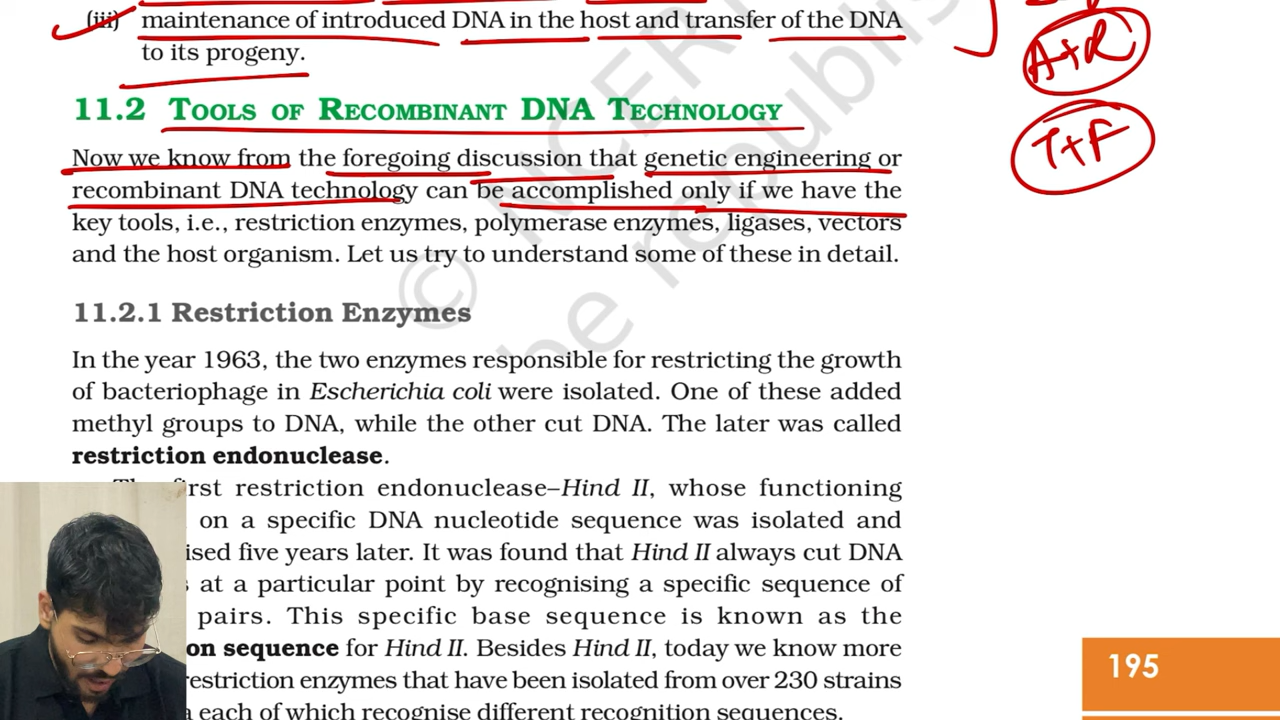 (iii) maintenance of introduced DNA in the host and transfer of the DNA
to its progeny.
A+R
T+F
11.2 TOOLS OF RECOMBINANT DNA TECHNOLOGY
Now we know from the foregoing discussion that genetic engineering or
recombinant DNA technology can be accomplished only if we have the
key tools, i.e., restriction enzymes, polymerase enzymes, ligases, vectors
and the host organism. Let us try to understand some of these in detail.
11.2.1 Restriction Enzymes
In the year 1963, the two enzymes responsible for restricting the growth
of bacteriophage in Escherichia coli were isolated. One of these added
methyl groups to DNA, while the other cut DNA. The later was called
restriction endonuclease.
first restriction endonuclease–Hind II, whose functioning
on a specific DNA nucleotide sequence was isolated and
ised five years later. It was found that Hind II always cut DNA
at a particular point by recognising a specific sequence of
pairs. This specific base sequence is known as the
on sequence for Hind II. Besides Hind II, today we know more
restriction enzymes that have been isolated from over 230 strains
each of which recognise different recognition sequences.
195
© NCERT
be republis